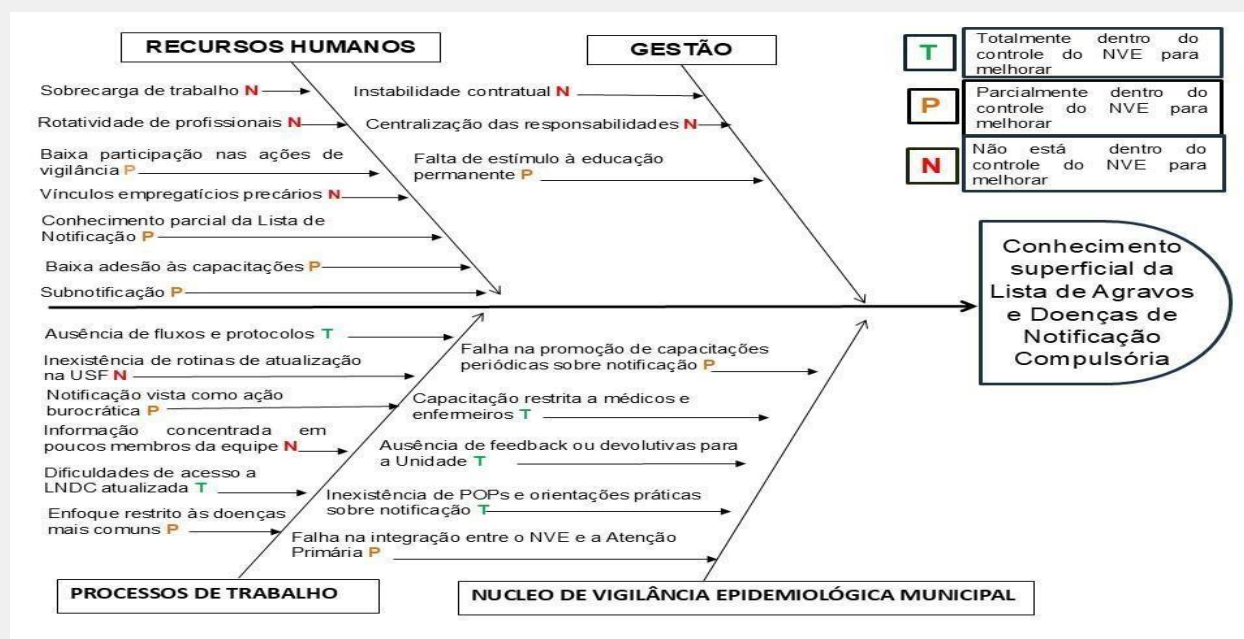 RECURSOS HUMANOS
Sobrecarga de trabalho N
Rotatividade de profissionais N
Baixa participação nas ações de
vigilância P
Vínculos empregatícios precários N
Conhecimento parcial da Lista de
Notificação P
Baixa adesão às capacitações P
Subnotificação P
GESTÃO
Instabilidade contratual N
Centralização das responsabilidades N
Falta de estímulo à educação
permanente P
T
Totalmente dentro do
controle do NVE para
melhorar
P
Parcialmente dentro do
controle do NVE para
melhorar
N
Não está dentro do
controle do NVE para
melhorar
Conhecimento
superficial da
Lista de Agravos
e Doenças de
Notificação
Compulsória
Ausência de fluxos e protocolos T
Inexistência de rotinas de atualização
na USF N
Notificação vista como ação
burocrática P
Informação concentrada em
poucos membros da equipe N
Dificuldades de acesso a
LNDC atualizada T
Enfoque restrito às doenças
mais comuns P
PROCESSOS DE TRABALHO
Falha na promoção de capacitações
periódicas sobre notificação P
Capacitação restrita a médicos e
enfermeiros T
Ausência de feedback ou devolutivas para
a Unidade T
Inexistência de POPs e orientações práticas
sobre notificação T
Falha na integração entre o NVE e a Atenção
Primária P
NUCLEO DE VIGILÂNCIA EPIDEMIOLÓGICA MUNICIPAL